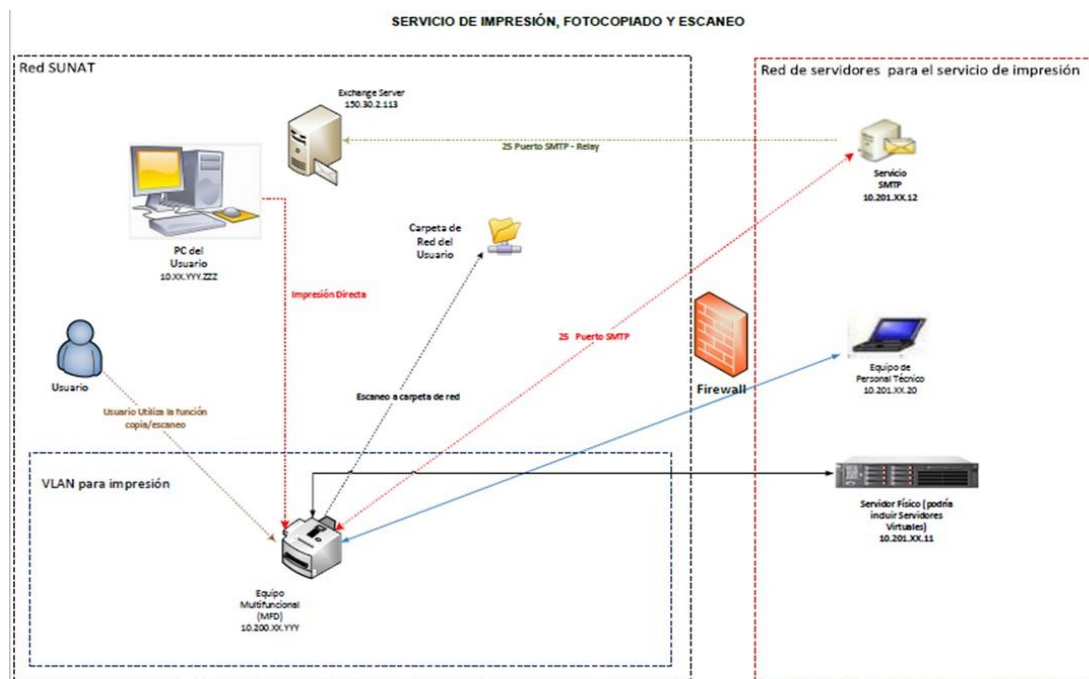 SERVICIO DE IMPRESIÓN, FOTOCOPIADO Y ESCANEO
Red SUNAT
Red de servidores para el servicio de impresión
Exchange Server
150.30.2.113
25 Puerto SMTP - Relay
Servicio
SMTP
10.201.XX.12
PC del
Usuario
10.XX.YYY.ZZZ
Carpeta de
Red del
Usuario
Impresión Directa
25 Puerto SMTP
Firewall
Equipo de
Personal Técnico
10.201.XX.20
Usuario
Usuario Utiliza la función
copia/escaneo
Escaneo a carpeta de red
VLAN para impresión
Servidor Físico (podría
incluir Servidores
Virtuales)
10.201.XX.11
Equipo
Multifuncional
(MFD)
10.200.XX.YYY